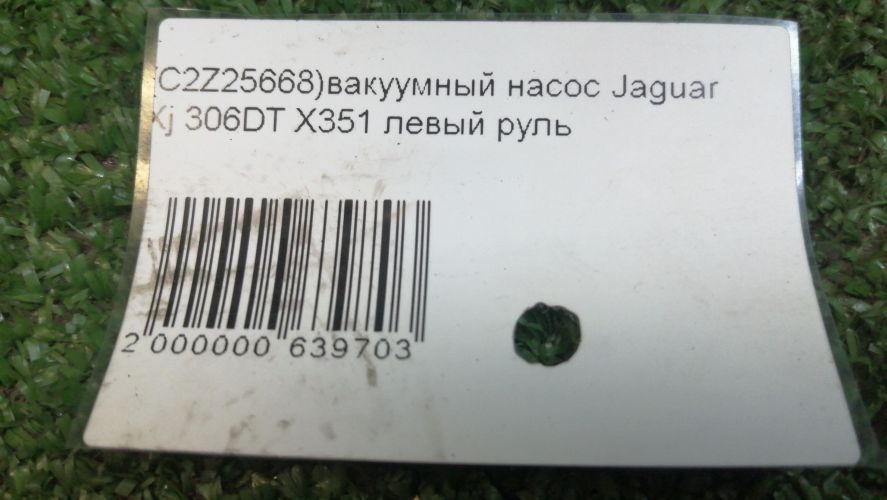 (C2Z25668)вакуумный насос Jaguar
Xj 306DT X351 левый руль
2 000000 639703